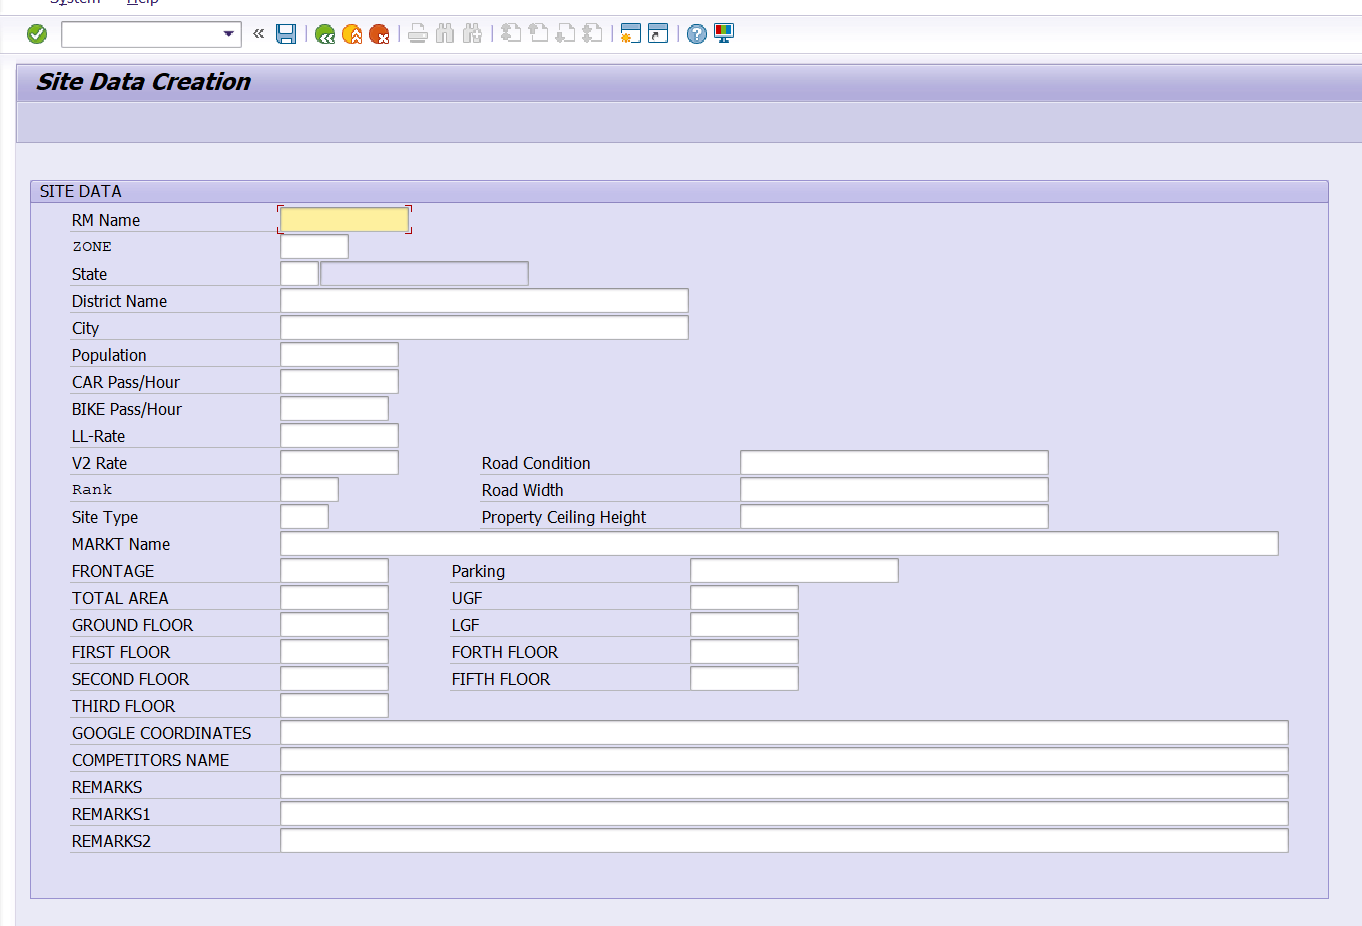 System Help
Site Data Creation
SITE DATA
RM Name
ZONE
State
District Name
City
Population
CAR Pass/Hour
BIKE Pass/Hour
LL-Rate
V2 Rate Road Condition
Rank Road Width
Site Type Property Ceiling Height
MARKT Name
FRONTAGE Parking
TOTAL AREA UGF
GROUND FLOOR LGF
FIRST FLOOR FORTH FLOOR
SECOND FLOOR FIFTH FLOOR
THIRD FLOOR
GOOGLE COORDINATES
COMPETITORS NAME
REMARKS
REMARKS1
REMARKS2